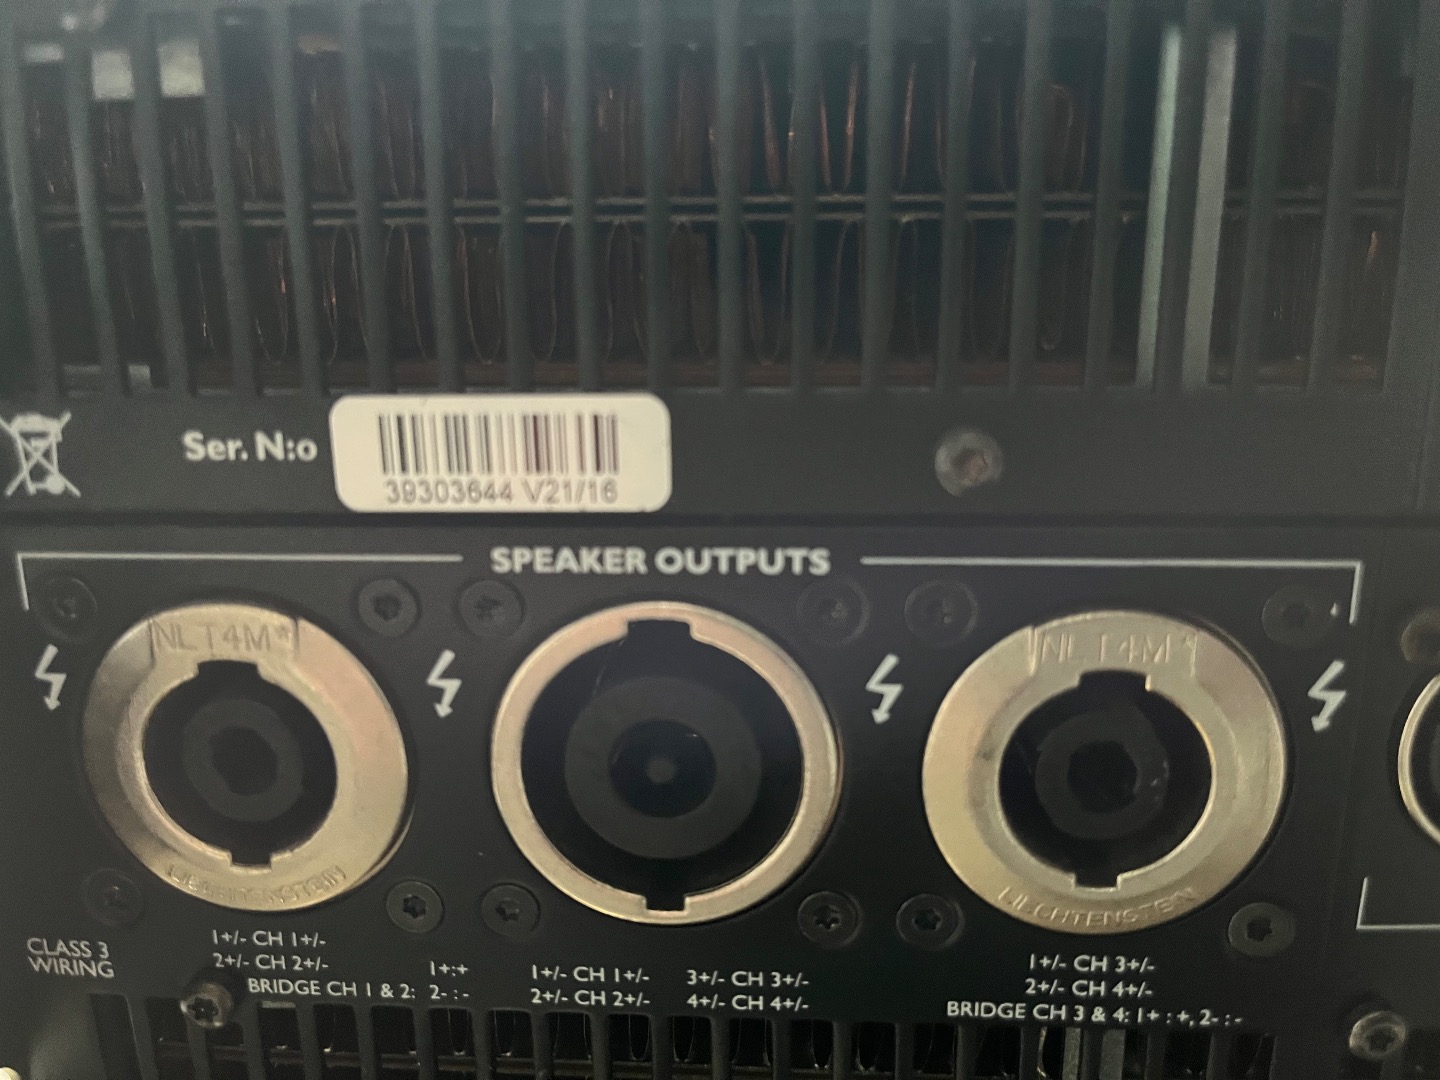 Ser. N:o
39303644 V21/16
SPEAKER OUTPUTS
NLT4M*
NLT4M*
LIECHTENSTEIN
LIECHTENSTEIN
CLASS 3
WIRING
1+/- CH 1+/-
2+/- CH 2+/-
BRIDGE CH 1 & 2: 1+:+
2-:-
1+/- CH 1+/- 3+/- CH 3+/-
2+/- CH 2+/- 4+/- CH 4+/-
1+/- CH 3+/-
2+/- CH 4+/-
BRIDGE CH 3 & 4: 1+:+, 2-:-